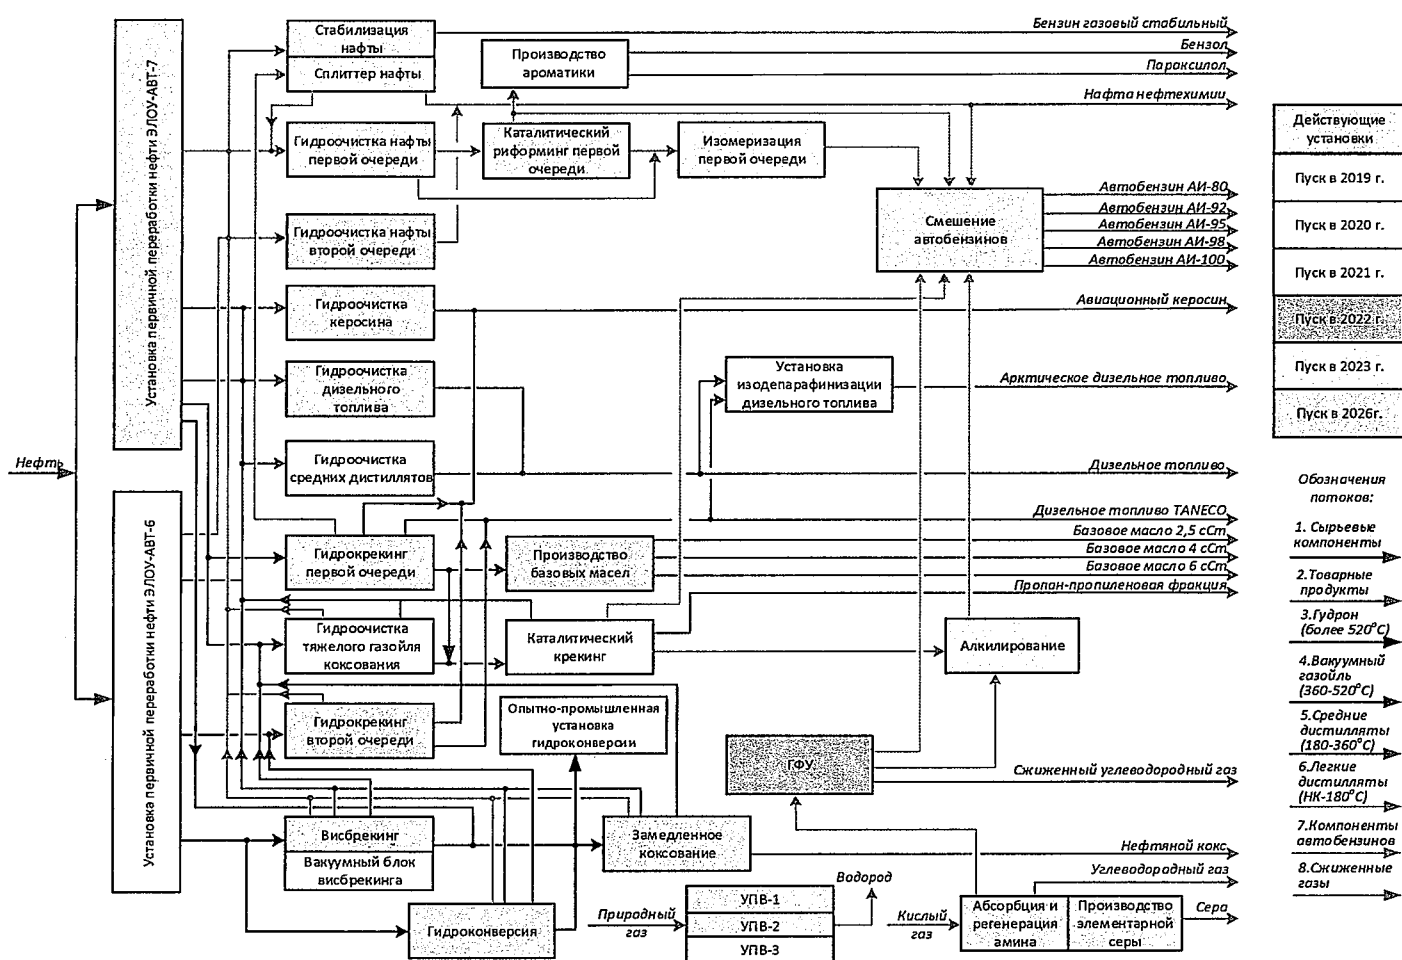 Нефть
Установка первичной переработки нефти ЭЛОУ-АВТ-7
Установка первичной переработки нефти ЭЛОУ-АВТ-6
Стабилизация
нафты
Сплиттер нафты
Гидроочистка нафты
первой очереди
Гидроочистка нафты
второй очереди
Гидроочистка
керосина
Гидроочистка
дизельного
топлива
Гидроочистка
средних дистиллятов
Гидрокрекинг
первой очереди
Гидроочистка
тяжелого газойля
коксования
Гидрокрекинг
второй очереди
Висбрекинг
Вакуумный блок
висбрекинга
Гидроконверсия
Производство
ароматики
Каталитический
риформинг первой
очереди
Изомеризация
первой очереди
Смешение
автобензинов
Установка
изодепарафинизации
дизельного топлива
Производство
базовых масел
Каталитический
крекинг
Алкилирование
Опытно-промышленная
установка
гидроконверсии
ГФУ
Замедленное
коксование
Природный
газ
УПВ-1
УПВ-2
УПВ-3
Водород
Кислый
газ
Абсорбция и
регенерация
амина
Производство
элементарной
серы
Бензин газовый стабильный
Бензол
Параксилол
Нафта нефтехимии
Автобензин АИ-80
Автобензин АИ-92
Автобензин АИ-95
Автобензин АИ-98
Автобензин АИ-100
Авиационный керосин
Арктическое дизельное топливо
Дизельное топливо
Дизельное топливо TANECO
Базовое масло 2,5 сСт
Базовое масло 4 сСт
Базовое масло 6 сСт
Пропан-пропиленовая фракция
Сжиженный углеводородный газ
Нефтяной кокс
Углеводородный газ
Сера
Действующие
установки
Пуск в 2019 г.
Пуск в 2020 г.
Пуск в 2021 г.
Пуск в 2022 г.
Пуск в 2023 г.
Пуск в 2026г.
Обозначения
потоков:
1. Сырьевые
компоненты
2.Товарные
продукты
3.Гудрон
(более 520°С)
4.Вакуумный
газойль
(360-520°С)
5.Средние
дистилляты
(180-360°С)
6.Легкие
дистилляты
(НК-180°С)
7.Компоненты
автобензинов
8.Сжиженные
газы